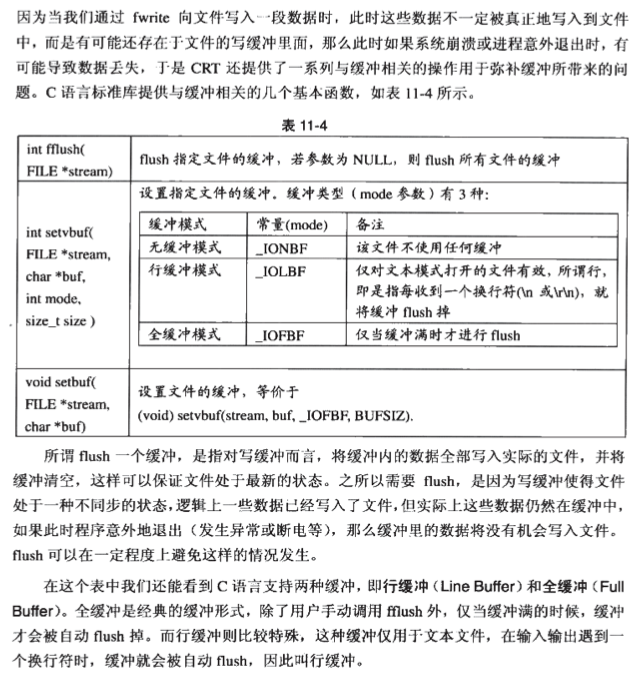 因为当我们通过 fwrite 向文件写入一段数据时，此时这些数据不一定被真正地写入到文件
中，而是有可能还存在于文件的写缓冲里面，那么此时如果系统崩溃或进程意外退出时，有
可能导致数据丢失，于是 CRT 还提供了一系列与缓冲相关的操作用于弥补缓冲所带来的问
题。C 语言标准库提供与缓冲相关的几个基本函数，如表 11-4 所示。
表 11-4
int fflush(
FILE *stream)
flush 指定文件的缓冲，若参数为 NULL，则 flush 所有文件的缓冲
int setvbuf(
FILE *stream,
char *buf,
int mode,
size_t size )
设置指定文件的缓冲。缓冲类型（mode 参数）有 3 种：
缓冲模式 常量(mode) 备注
无缓冲模式 _IONBF 该文件不使用任何缓冲
行缓冲模式 _IOLBF 仅对文本模式打开的文件有效，所谓行，
即是指每收到一个换行符(\n 或\r\n)，就
将缓冲 flush 掉
全缓冲模式 _IOFBF 仅当缓冲满时才进行 flush
void setbuf(
FILE *stream,
char *buf)
设置文件的缓冲，等价于
(void) setvbuf(stream, buf, _IOFBF, BUFSIZ).
所谓 flush 一个缓冲，是指对写缓冲而言，将缓冲内的数据全部写入实际的文件，并将
缓冲清空，这样可以保证文件处于最新的状态。之所以需要 flush，是因为写缓冲使得文件
处于一种不同步的状态，逻辑上一些数据已经写入了文件，但实际上这些数据仍然在缓冲中，
如果此时程序意外地退出（发生异常或断电等），那么缓冲里的数据将没有机会写入文件。
flush 可以在一定程度上避免这样的情况发生。
在这个表中我们还能看到 C 语言支持两种缓冲，即行缓冲（Line Buffer）和全缓冲（Full
Buffer）。全缓冲是经典的缓冲形式，除了用户手动调用 fflush 外，仅当缓冲满的时候，缓冲
才会被自动 flush 掉。而行缓冲则比较特殊，这种缓冲仅用于文本文件，在输入输出遇到一
个换行符时，缓冲就会被自动 flush，因此叫行缓冲。